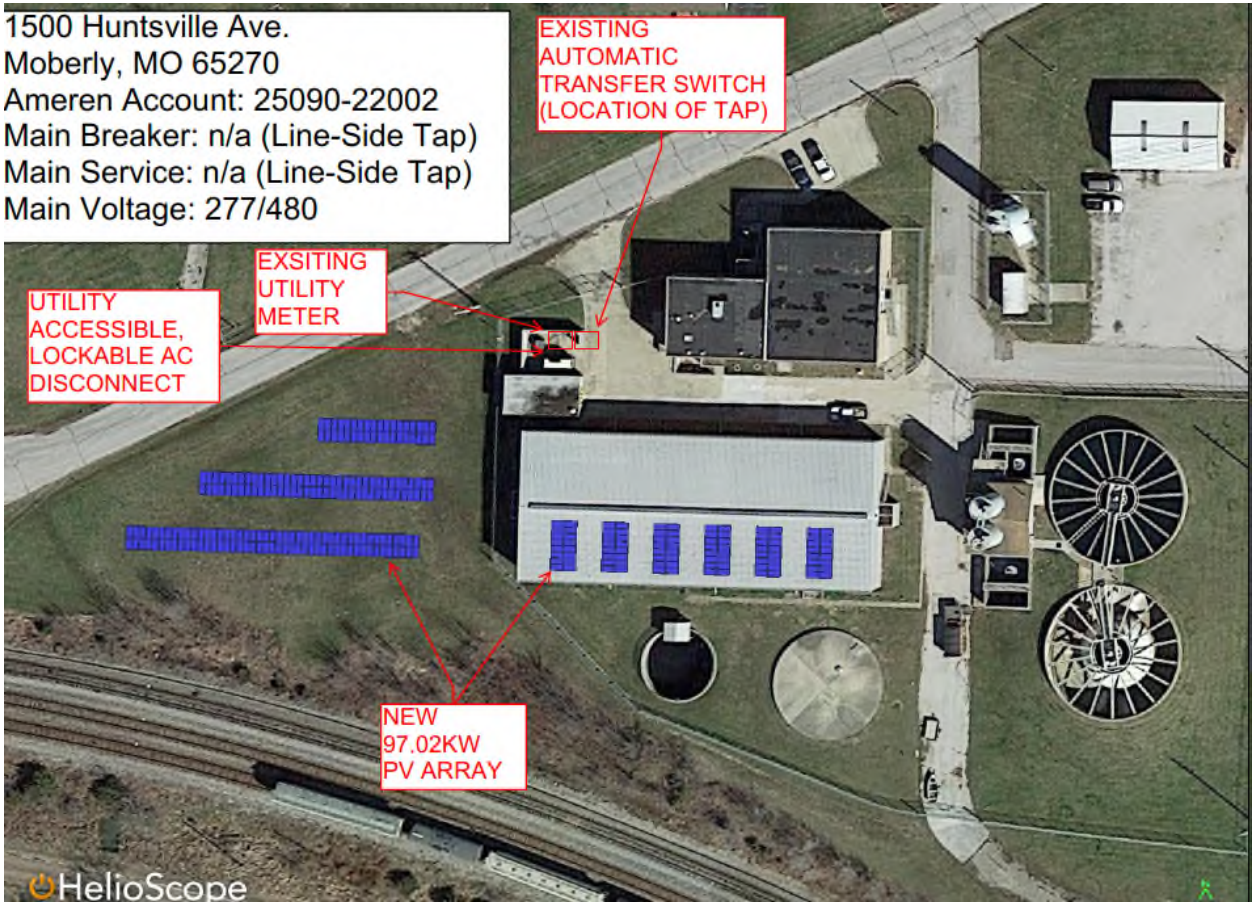 1500 Huntsville Ave.
Moberly, MO 65270
Ameren Account: 25090-22002
Main Breaker: n/a (Line-Side Tap)
Main Service: n/a (Line-Side Tap)
Main Voltage: 277/480
EXISTING
AUTOMATIC
TRANSFER SWITCH
(LOCATION OF TAP)
EXSITING
UTILITY
METER
UTILITY
ACCESSIBLE,
LOCKABLE AC
DISCONNECT
NEW
97.02KW
PV ARRAY
HelioScope